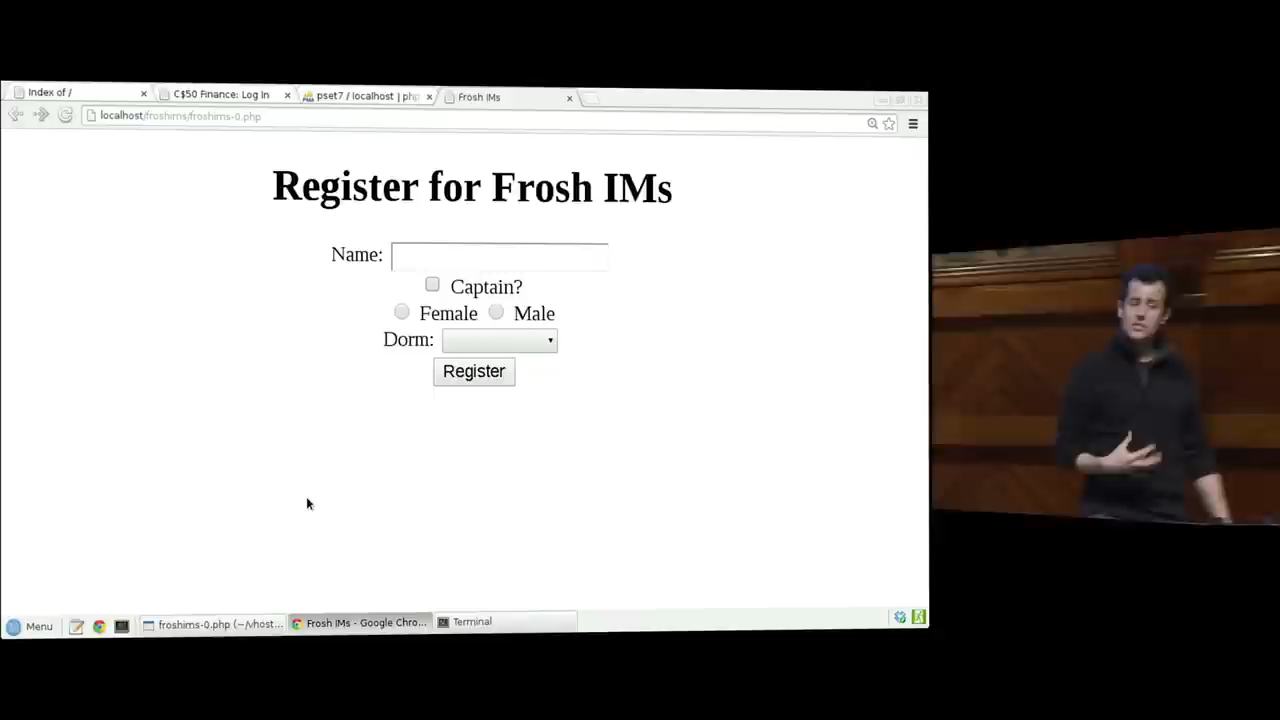 Index of /
C$50 Finance: Log In
pset7 / localhost | php
Frosh IMs
localhost/froshims/froshims-0.php
Register for Frosh IMs
Name:
Captain?
Female
Male
Dorm:
Register
Menu
froshims-0.php (~/vhost...
Frosh IMs - Google Chro...
Terminal